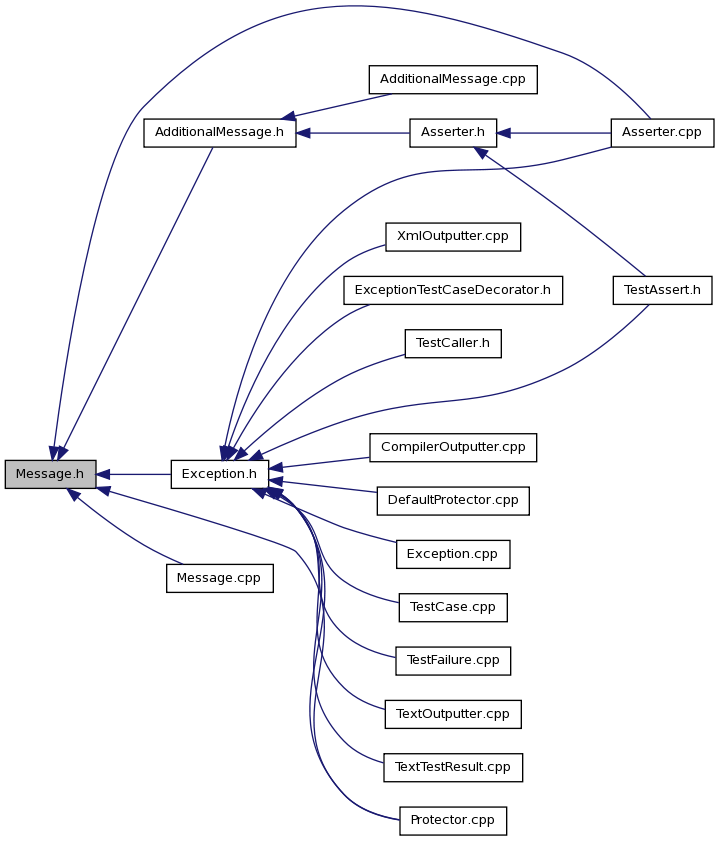 AdditionalMessage.cpp
AdditionalMessage.h
Asserter.h
Asserter.cpp
XmlOutputter.cpp
ExceptionTestCaseDecorator.h
TestAssert.h
TestCaller.h
CompilerOutputter.cpp
Message.h
Exception.h
DefaultProtector.cpp
Exception.cpp
Message.cpp
TestCase.cpp
TestFailure.cpp
TextOutputter.cpp
TextTestResult.cpp
Protector.cpp